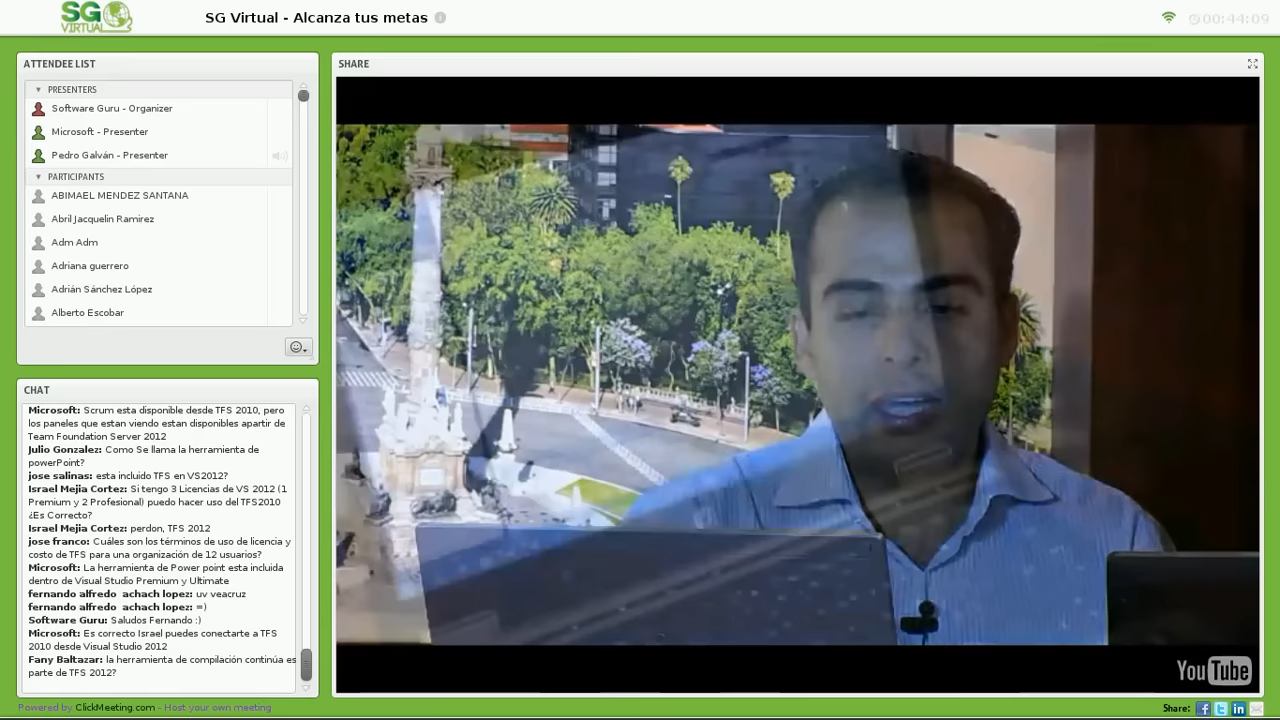 SG
VIRTUAL
SG Virtual - Alcanza tus metas
00:44:09
ATTENDEE LIST
PRESENTERS
Software Guru - Organizer
Microsoft - Presenter
Pedro Galván - Presenter
PARTICIPANTS
ABIMAEL MENDEZ SANTANA
Abril Jacquelin Ramirez
Adm Adm
Adriana guerrero
Adrián Sánchez López
Alberto Escobar
CHAT
Microsoft: Scrum esta disponible desde TFS 2010, pero
los paneles que estan viendo estan disponibles apartir de
Team Foundation Server 2012
Julio Gonzalez: Como Se llama la herramienta de
powerPoint?
jose salinas: esta incluido TFS en VS2012?
Israel Mejia Cortez: Si tengo 3 Licencias de VS 2012 (1
Premium y 2 Profesional) puedo hacer uso del TFS2010
¿Es Correcto?
Israel Mejia Cortez: perdon, TFS 2012
jose franco: Cuáles son los términos de uso de licencia y
costo de TFS para una organización de 12 usuarios?
Microsoft: La herramienta de Power point esta incluida
dentro de Visual Studio Premium y Ultimate
fernando alfredo achach lopez: uv veacruz
fernando alfredo achach lopez: =)
Software Guru: Saludos Fernando :)
Microsoft: Es correcto Israel puedes conectarte a TFS
2010 desde Visual Studio 2012
Fany Baltazar: la herramienta de compilación continúa es
parte de TFS 2012?
SHARE
YouTube
Powered by ClickMeeting.com - Host your own meeting
Share: